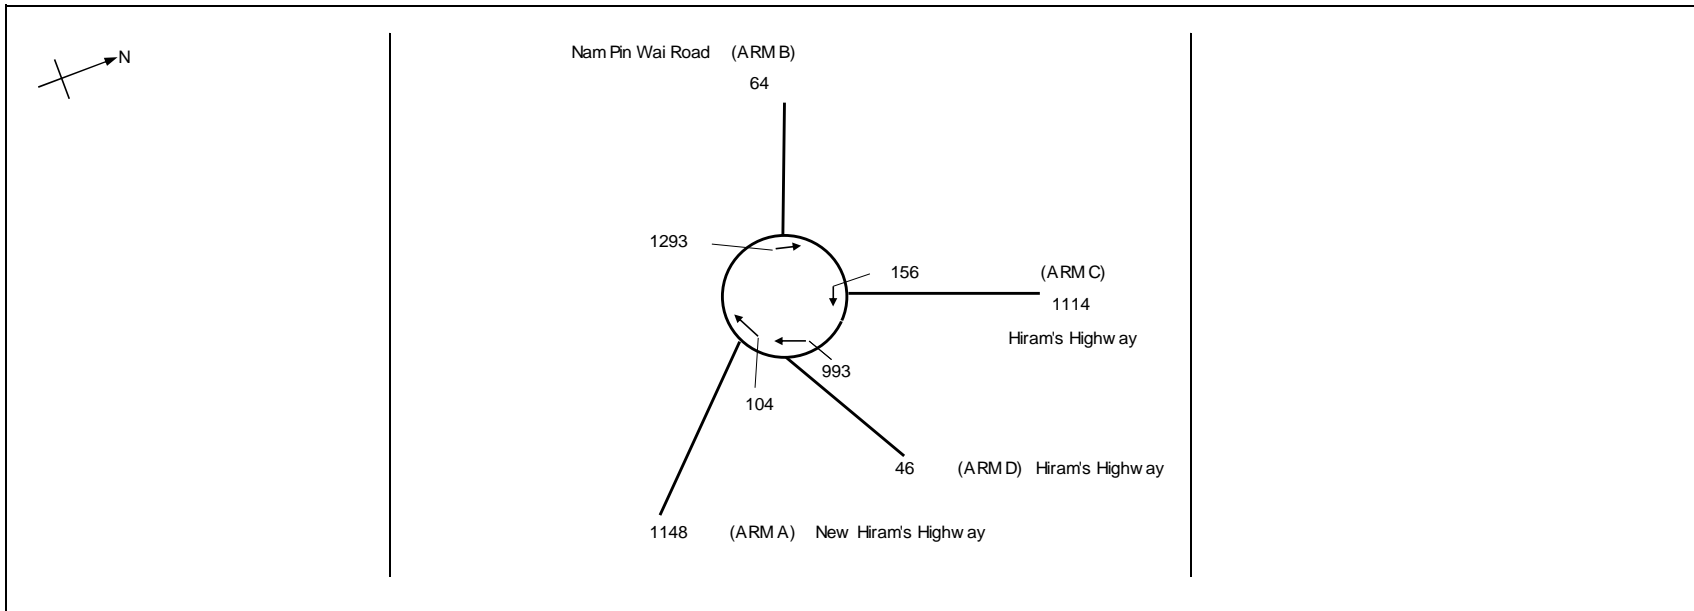 N
Nam Pin Wai Road (ARM B)
64
1293
156
(ARM C)
1114
Hiram's Highway
993
104
46 (ARM D) Hiram's Highway
1148 (ARM A) New Hiram's Highway